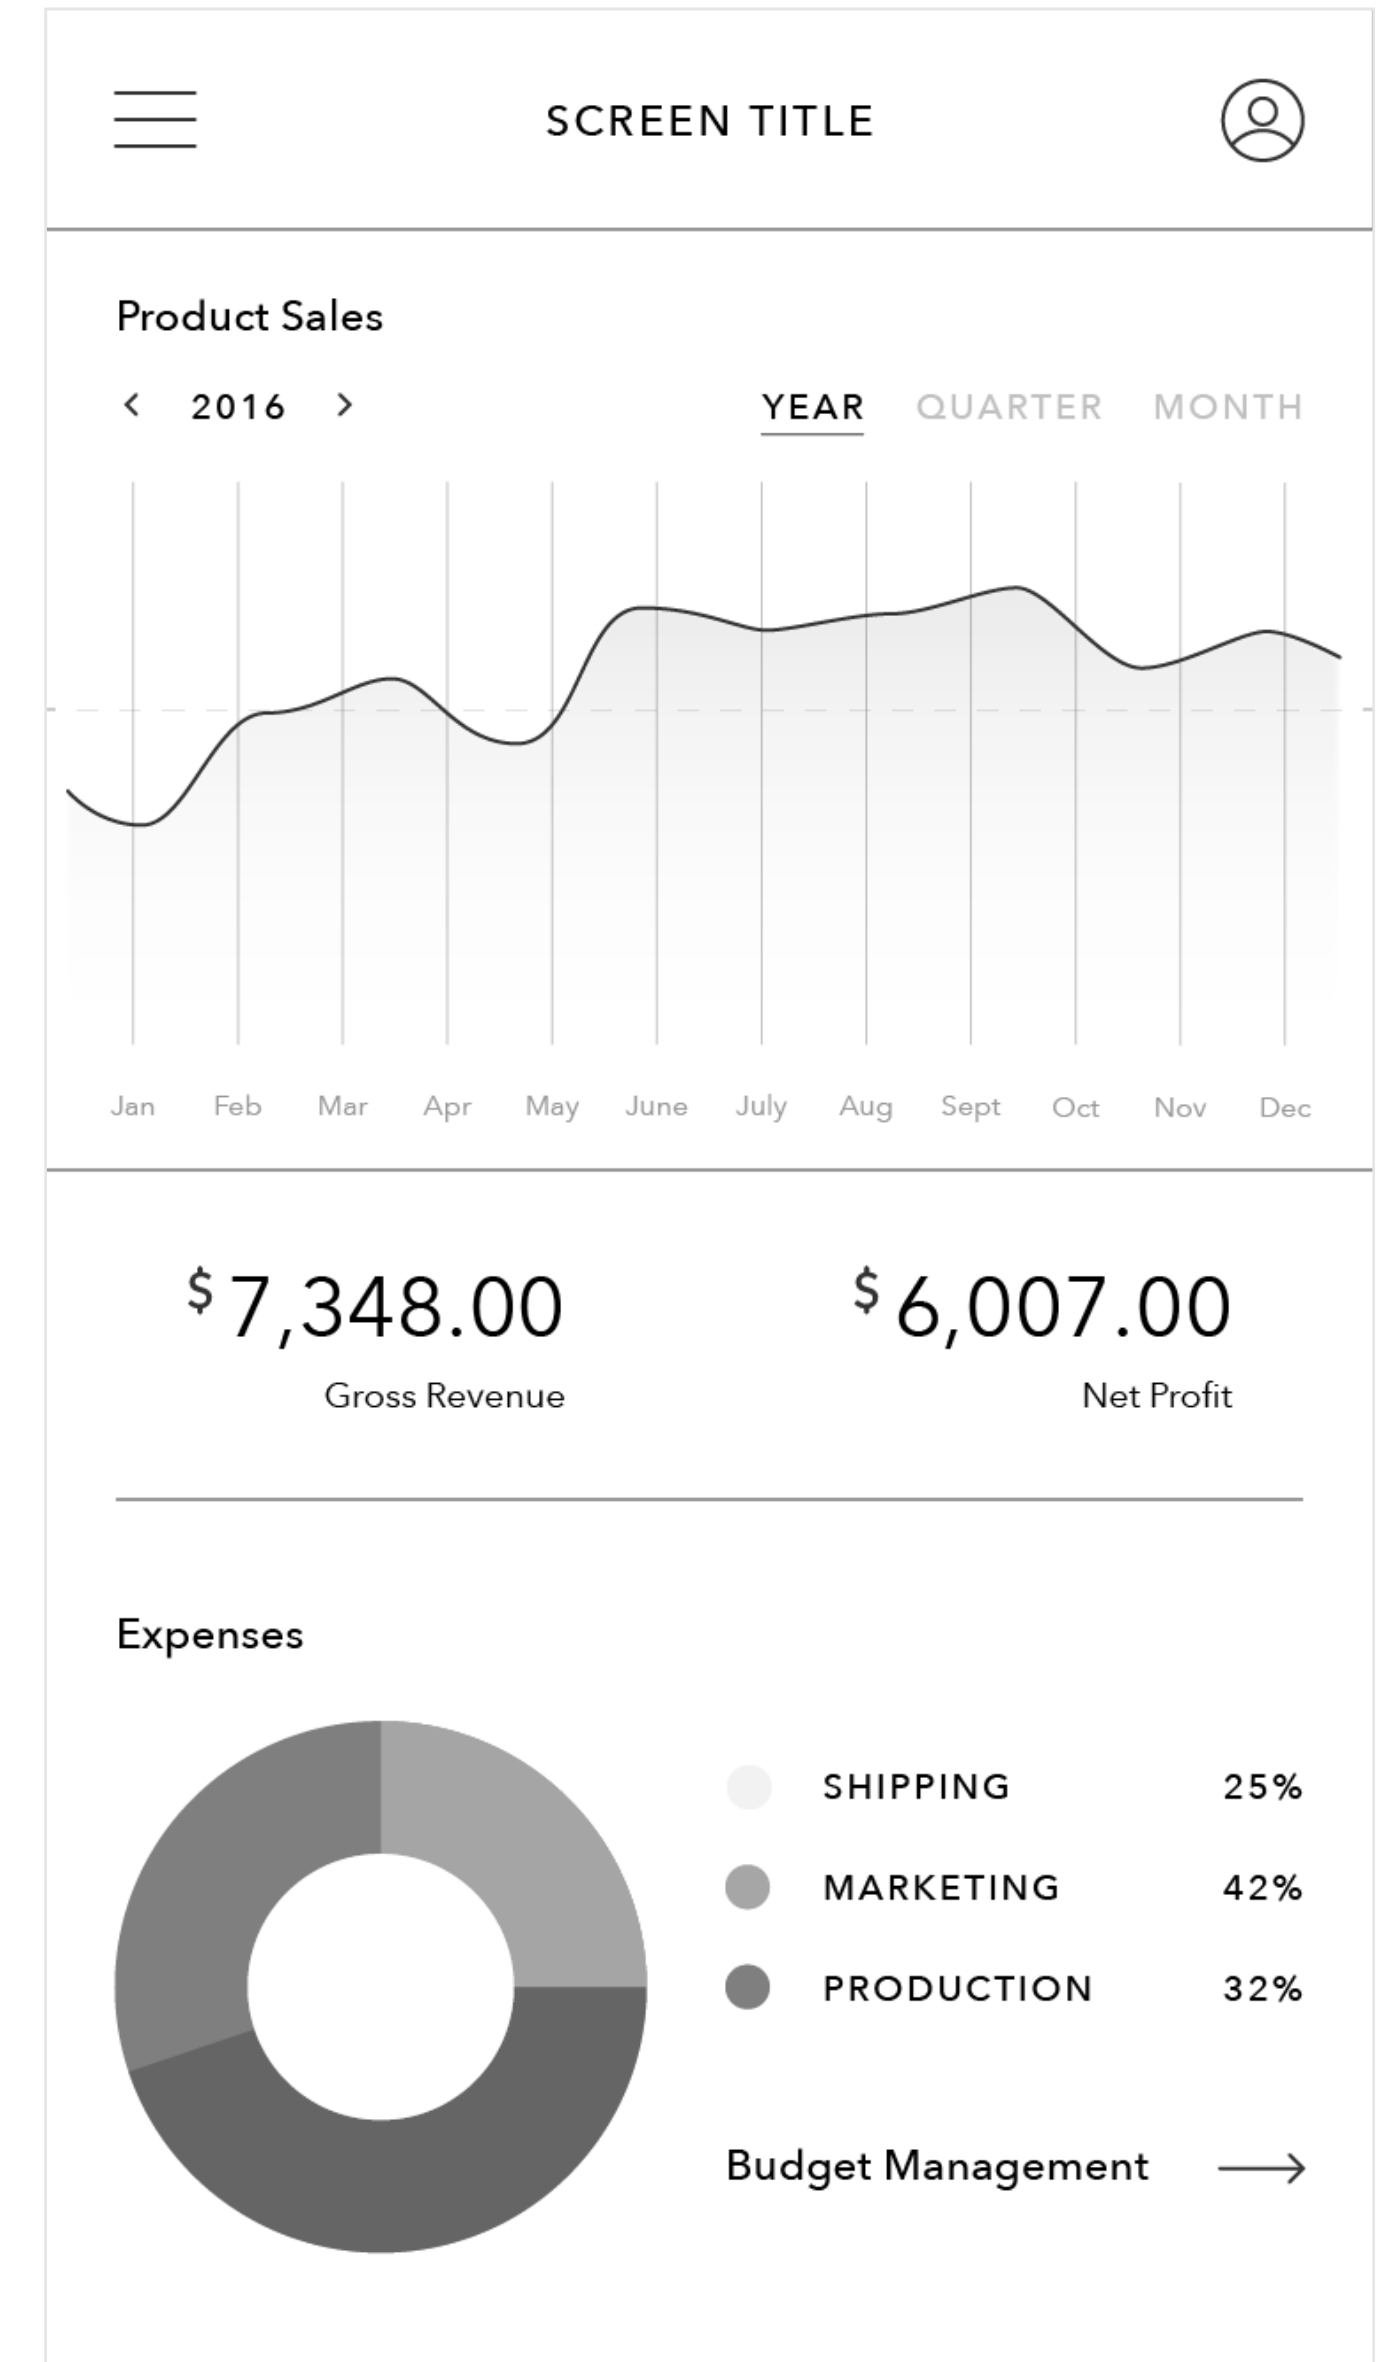 SCREEN TITLE
Product Sales
< 2016 > YEAR QUARTER MONTH
Jan Feb Mar Apr May June July Aug Sept Oct Nov Dec
$7,348.00 $6,007.00
Gross Revenue Net Profit
Expenses
SHIPPING 25%
MARKETING 42%
PRODUCTION 32%
Budget Management